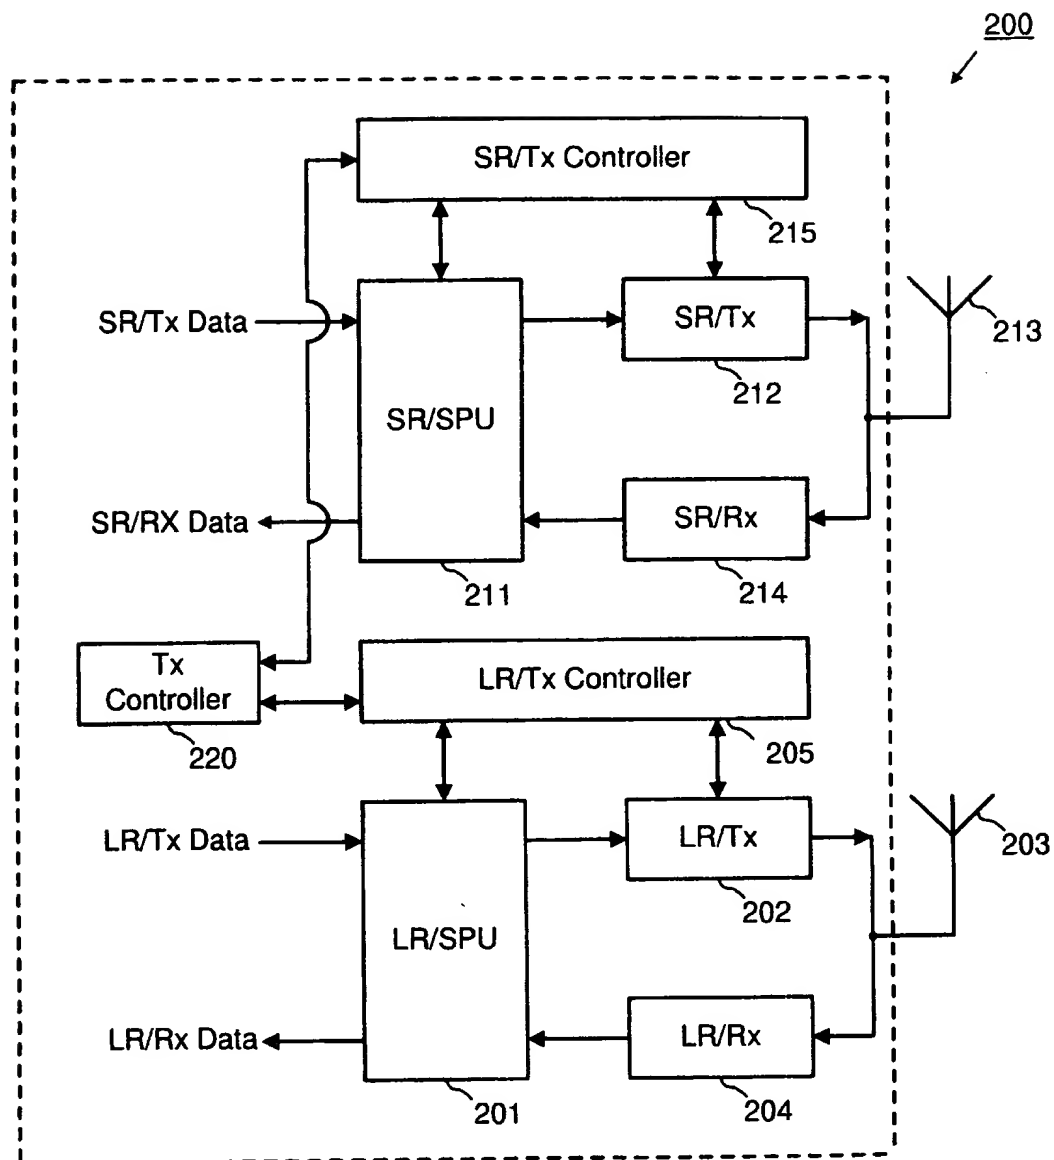 200
SR/Tx Controller
215
SR/Tx Data
SR/SPU
SR/Tx
212
213
SR/RX Data
SR/Rx
211
214
Tx
Controller
220
LR/Tx Controller
205
LR/Tx Data
LR/SPU
LR/Tx
202
203
LR/Rx Data
LR/Rx
201
204